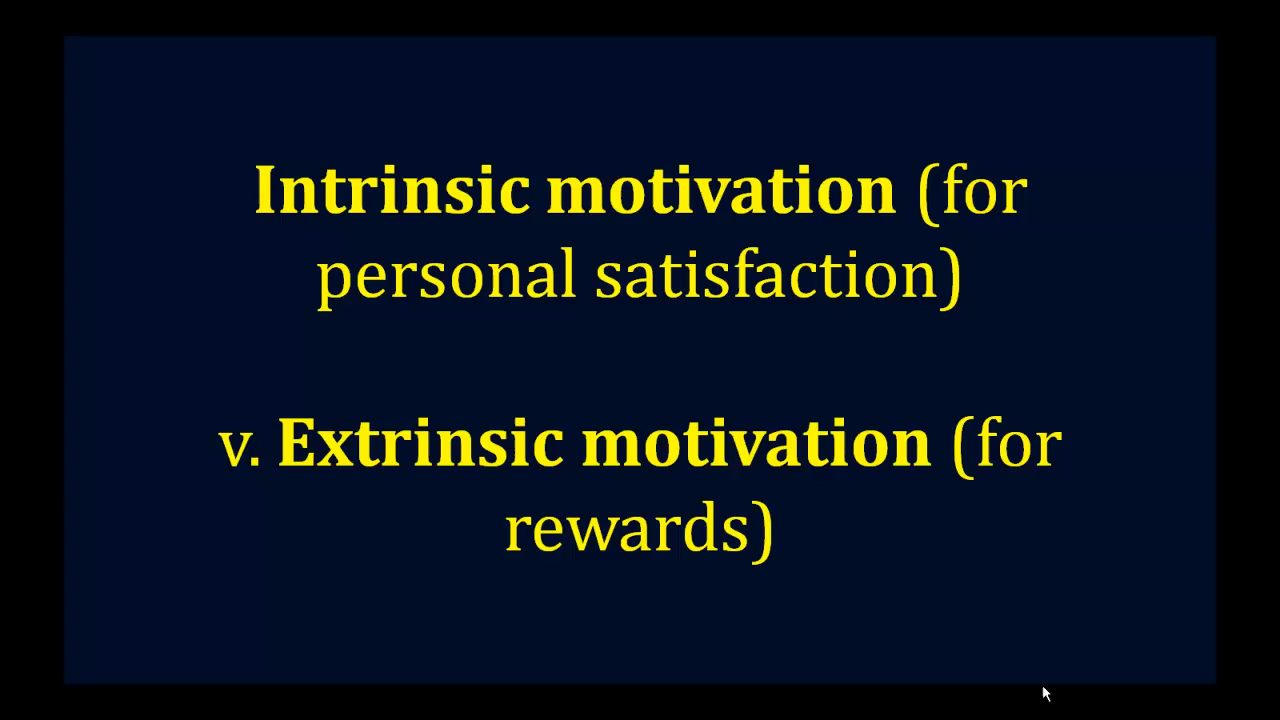 Intrinsic motivation (for
personal satisfaction)
v. Extrinsic motivation (for
rewards)